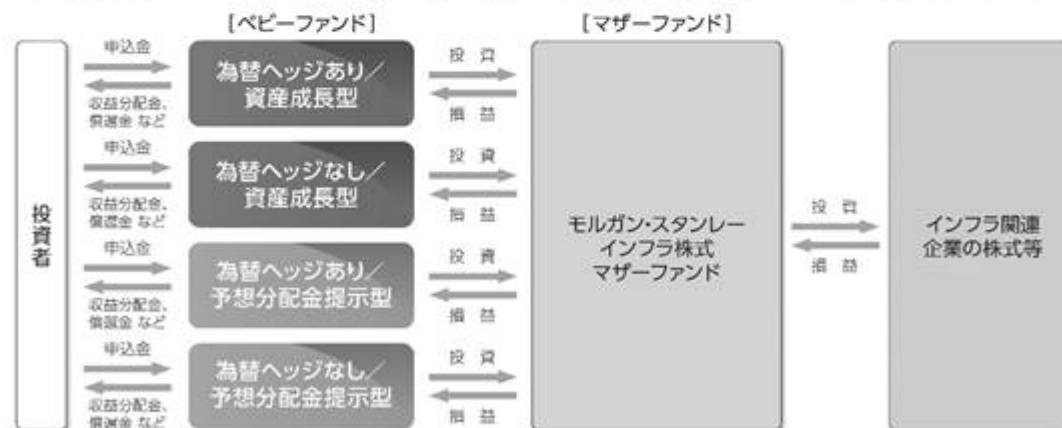 [ベビーファンド]
[マザーファンド]
投資者
申込金
収益分配金、
償還金 など
為替ヘッジあり／
資産成長型
投 資
損 益
申込金
収益分配金、
償還金 など
為替ヘッジなし／
資産成長型
投 資
損 益
申込金
収益分配金、
償還金 など
為替ヘッジあり／
予想分配金提示型
投 資
損 益
申込金
収益分配金、
償還金 など
為替ヘッジなし／
予想分配金提示型
投 資
損 益
モルガン・スタンレー
インフラ株式
マザーファンド
投 資
損 益
インフラ関連
企業の株式等